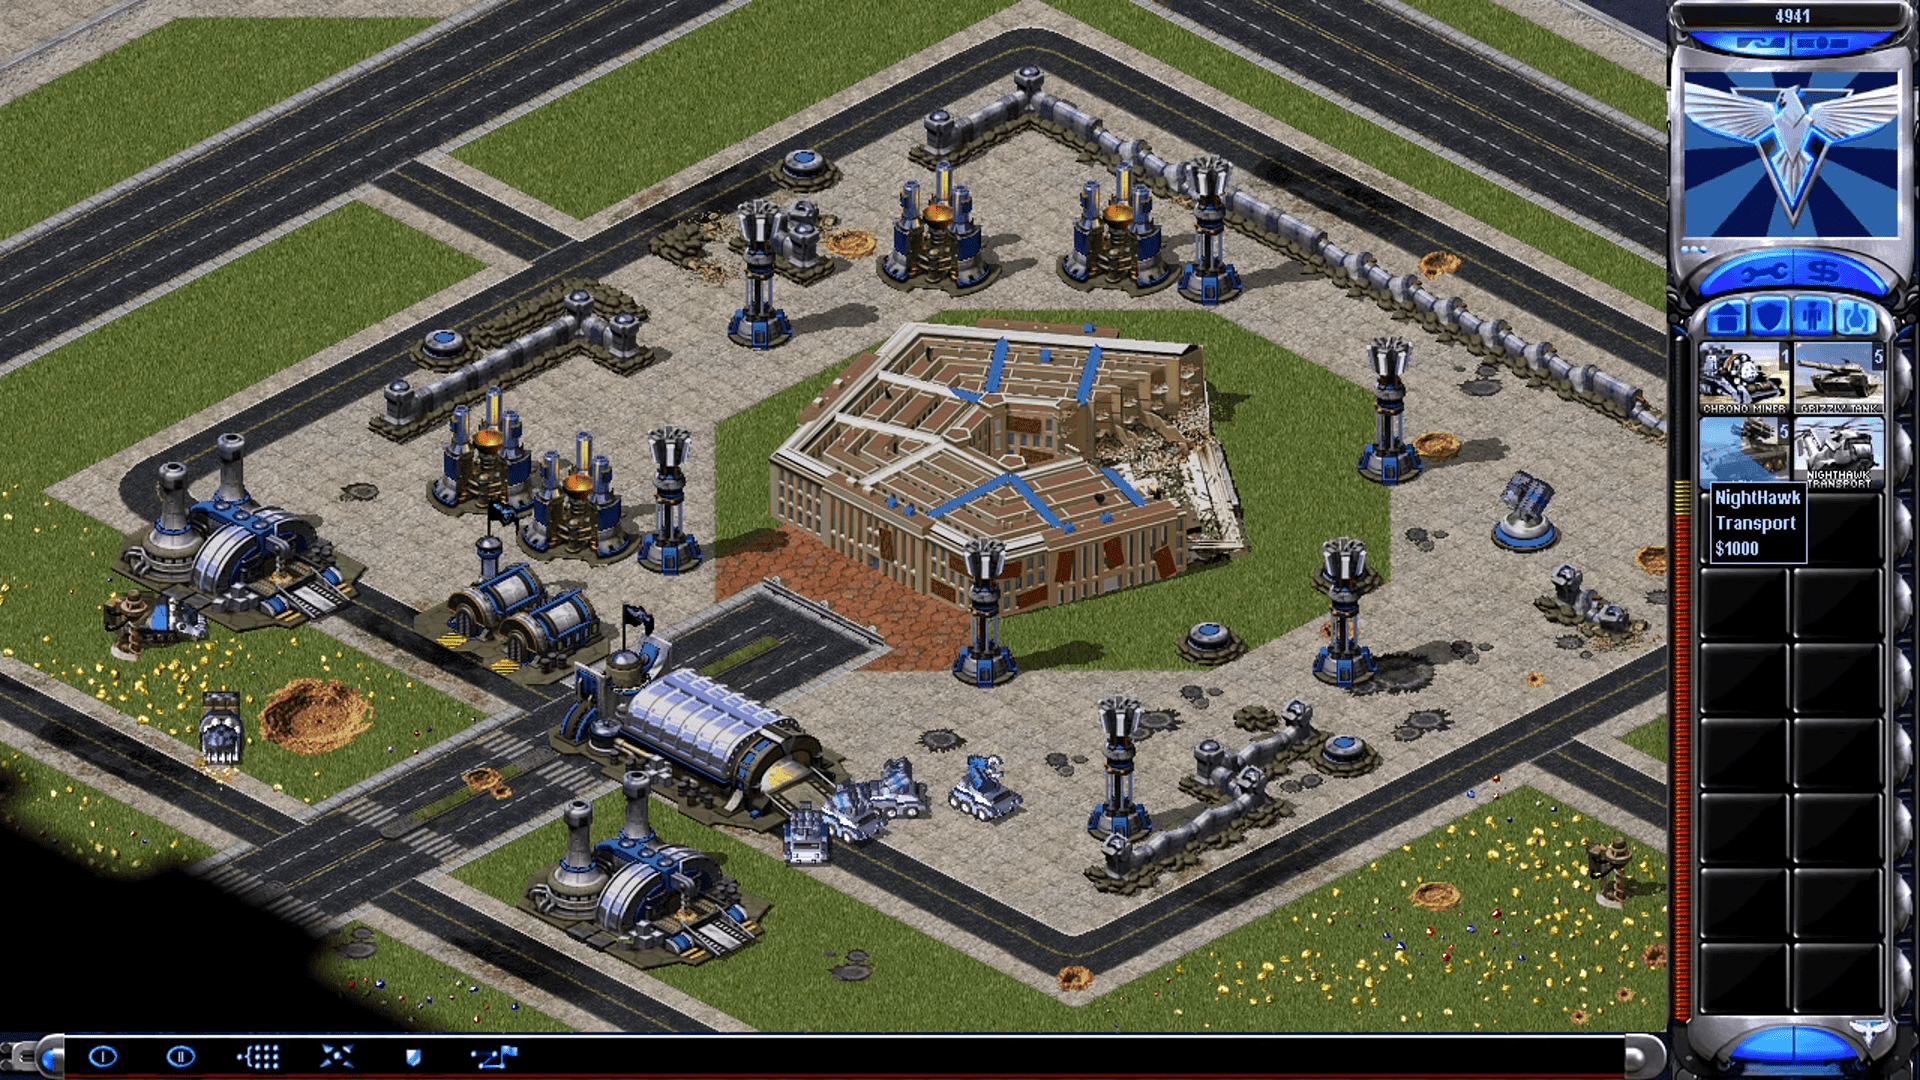 4941
$
1
CHRONO MINER
5
GRIZZLY TANK
5
NIGHTHAWK
TRANSPORT
NightHawk
Transport
$1000